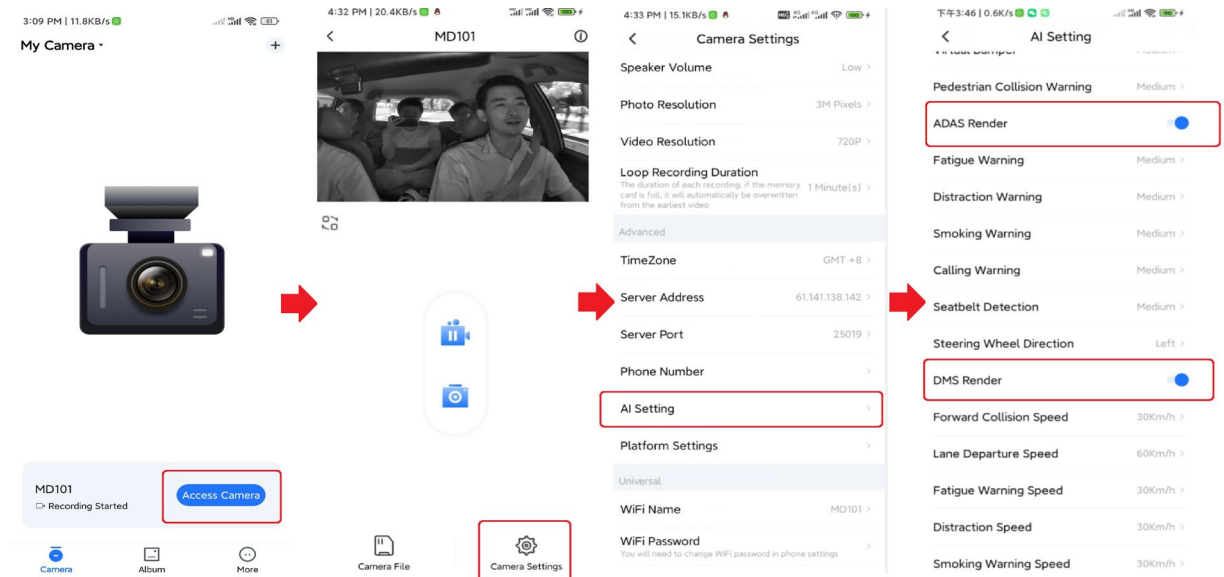 3:09 PM | 11.8KB/s
81
My Camera
MD101
Recording Started
Access Camera
Camera
Album
More
4:32 PM | 20.4KB/s
100
MD101
Camera File
Camera Settings
4:33 PM | 15.1KB/s
HD
4G
4G
100
Camera Settings
Speaker Volume
Low >
Photo Resolution
3M Pixels >
Video Resolution
720P >
Loop Recording Duration
The duration of each recording, if the memory
card is full, it will automatically be overwritten
from the earliest video
1 Minute(s) >
Advanced
TimeZone
GMT +8 >
Server Address
61.141.138.142 >
Server Port
25019 >
Phone Number
>
AI Setting
>
Platform Settings
>
Universal
WiFi Name
MD101 >
WiFi Password
You will need to change WiFi password in phone settings
>
下午3:46 | 0.6K/s
96
AI Setting
Pedestrian Collision Warning
Medium >
ADAS Render
Fatigue Warning
Medium >
Distraction Warning
Medium >
Smoking Warning
Medium >
Calling Warning
Medium >
Seatbelt Detection
Medium >
Steering Wheel Direction
Left >
DMS Render
Forward Collision Speed
30Km/h >
Lane Departure Speed
60Km/h >
Fatigue Warning Speed
30Km/h >
Distraction Speed
30Km/h >
Smoking Warning Speed
30Km/h >